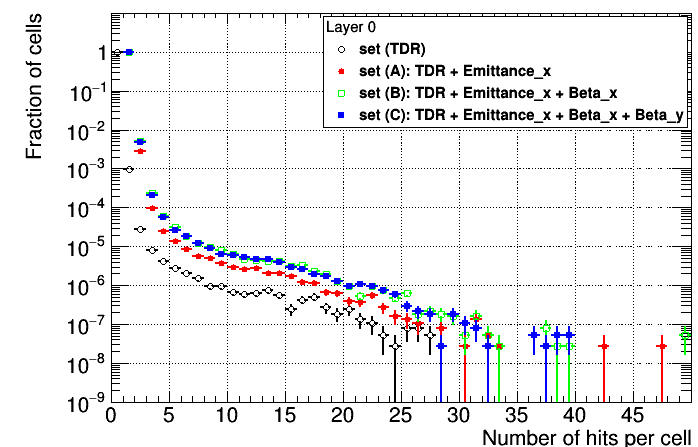 Fraction of cells
Layer 0
set (TDR)
set (A): TDR + Emittance_x
set (B): TDR + Emittance_x + Beta_x
set (C): TDR + Emittance_x + Beta_x + Beta_y
1
10−1
10−2
10−3
10−4
10−5
10−6
10−7
10−8
10−9
0 5 10 15 20 25 30 35 40 45
Number of hits per cell